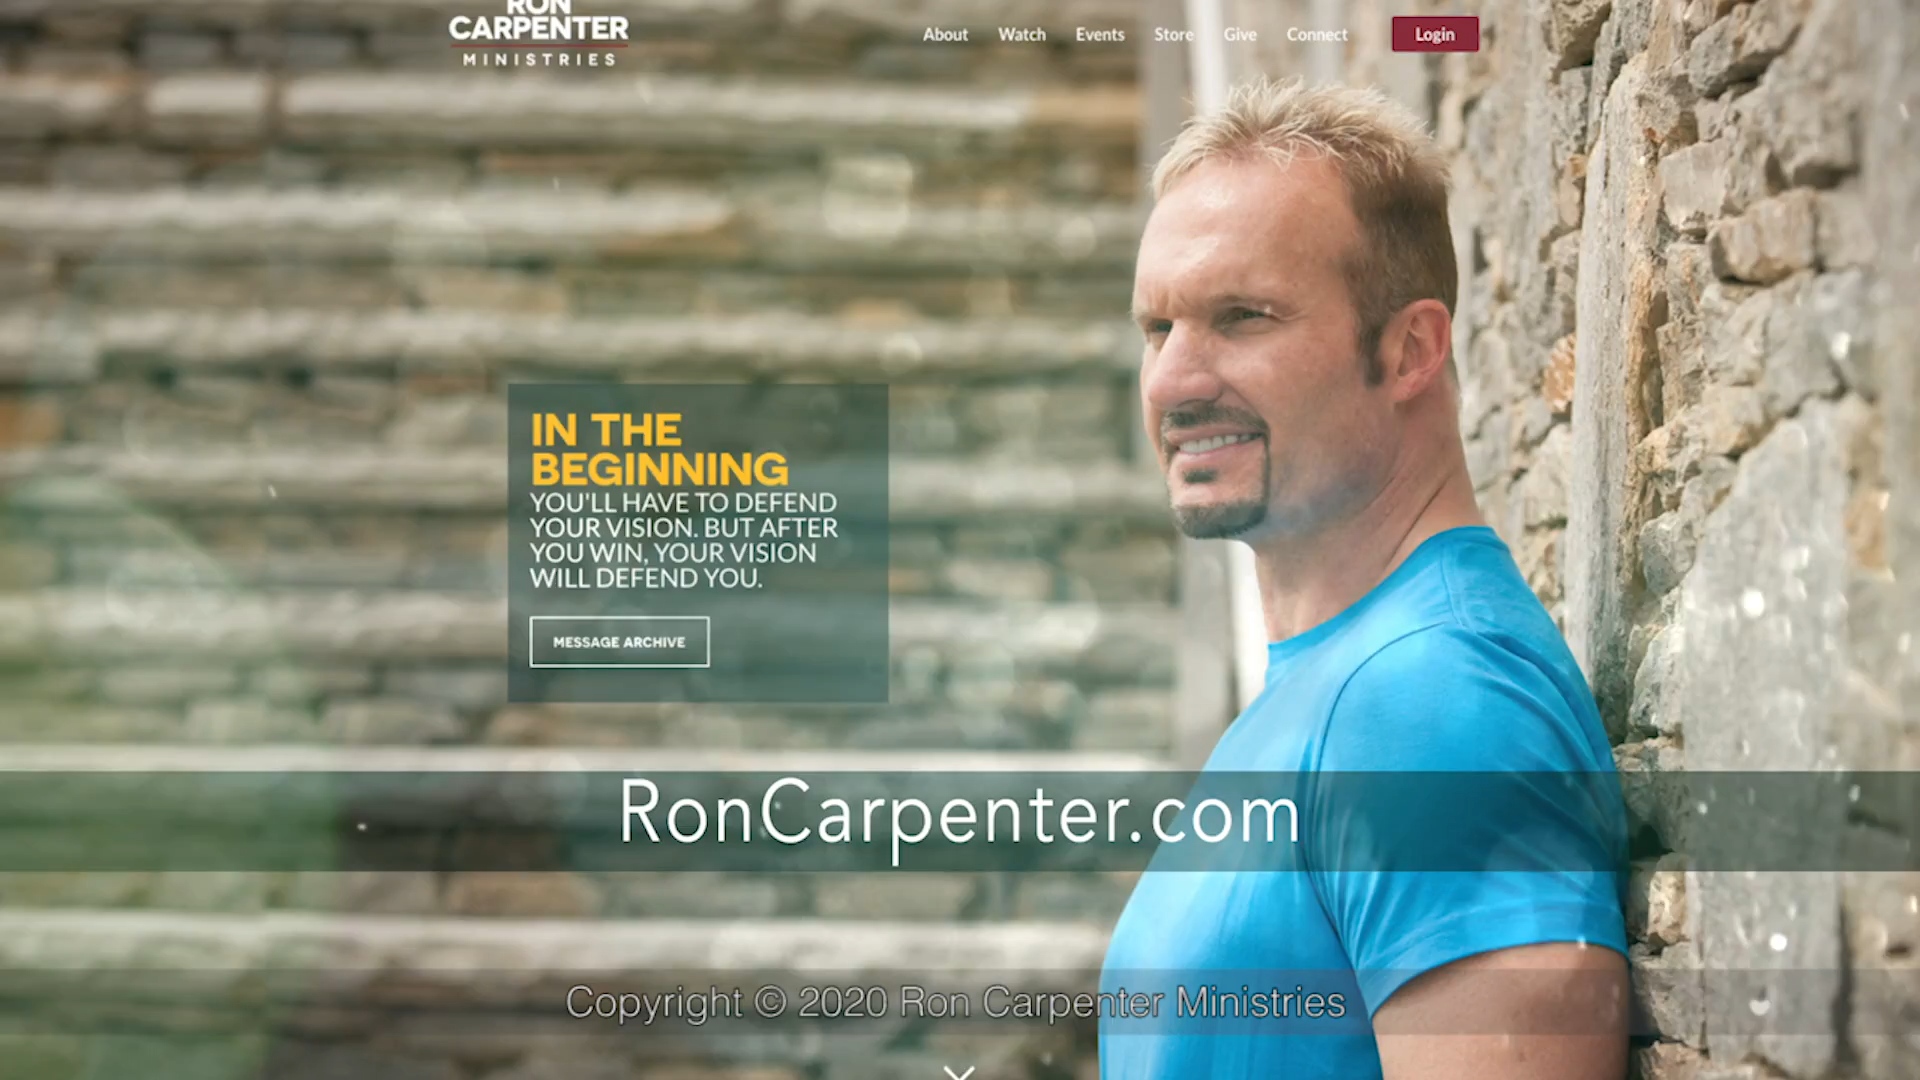 RON
CARPENTER
MINISTRIES
About Watch Events Store Give Connect Login
IN THE
BEGINNING
YOU'LL HAVE TO DEFEND
YOUR VISION. BUT AFTER
YOU WIN, YOUR VISION
WILL DEFEND YOU.
MESSAGE ARCHIVE
RonCarpenter.com
Copyright © 2020 Ron Carpenter Ministries